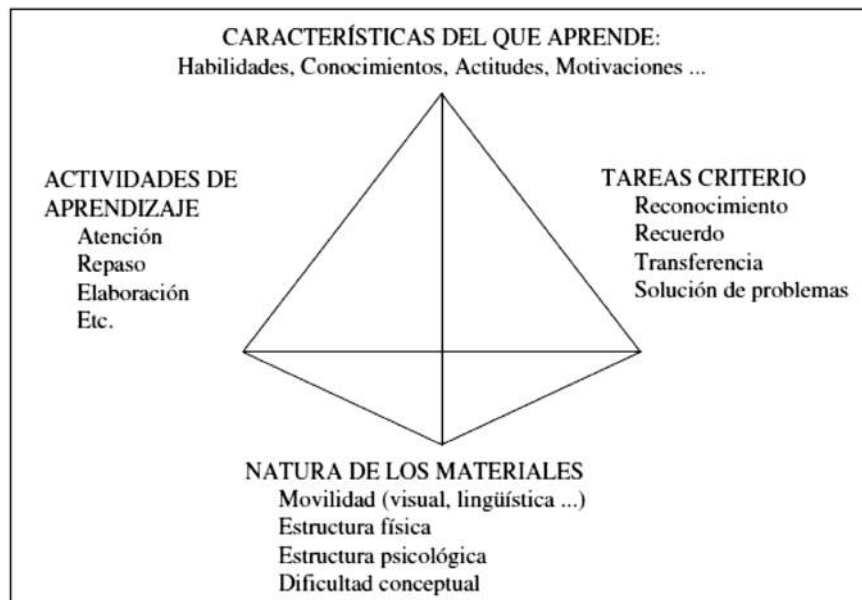 CARACTERÍSTICAS DEL QUE APRENDE:
Habilidades, Conocimientos, Actitudes, Motivaciones ...
ACTIVIDADES DE
APRENDIZAJE
Atención
Repaso
Elaboración
Etc.
TAREAS CRITERIO
Reconocimiento
Recuerdo
Transferencia
Solución de problemas
NATURA DE LOS MATERIALES
Movilidad (visual, lingüística ...)
Estructura física
Estructura psicológica
Dificultad conceptual